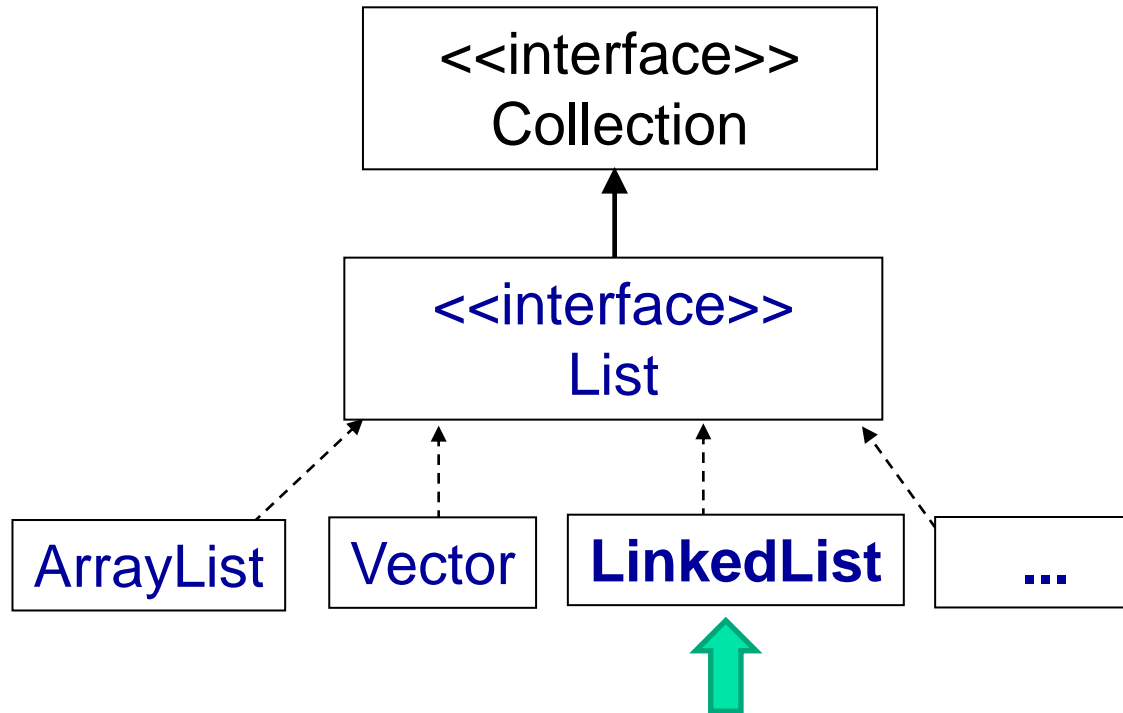 <<interface>>
Collection
<<interface>>
List
ArrayList
Vector
LinkedList
...